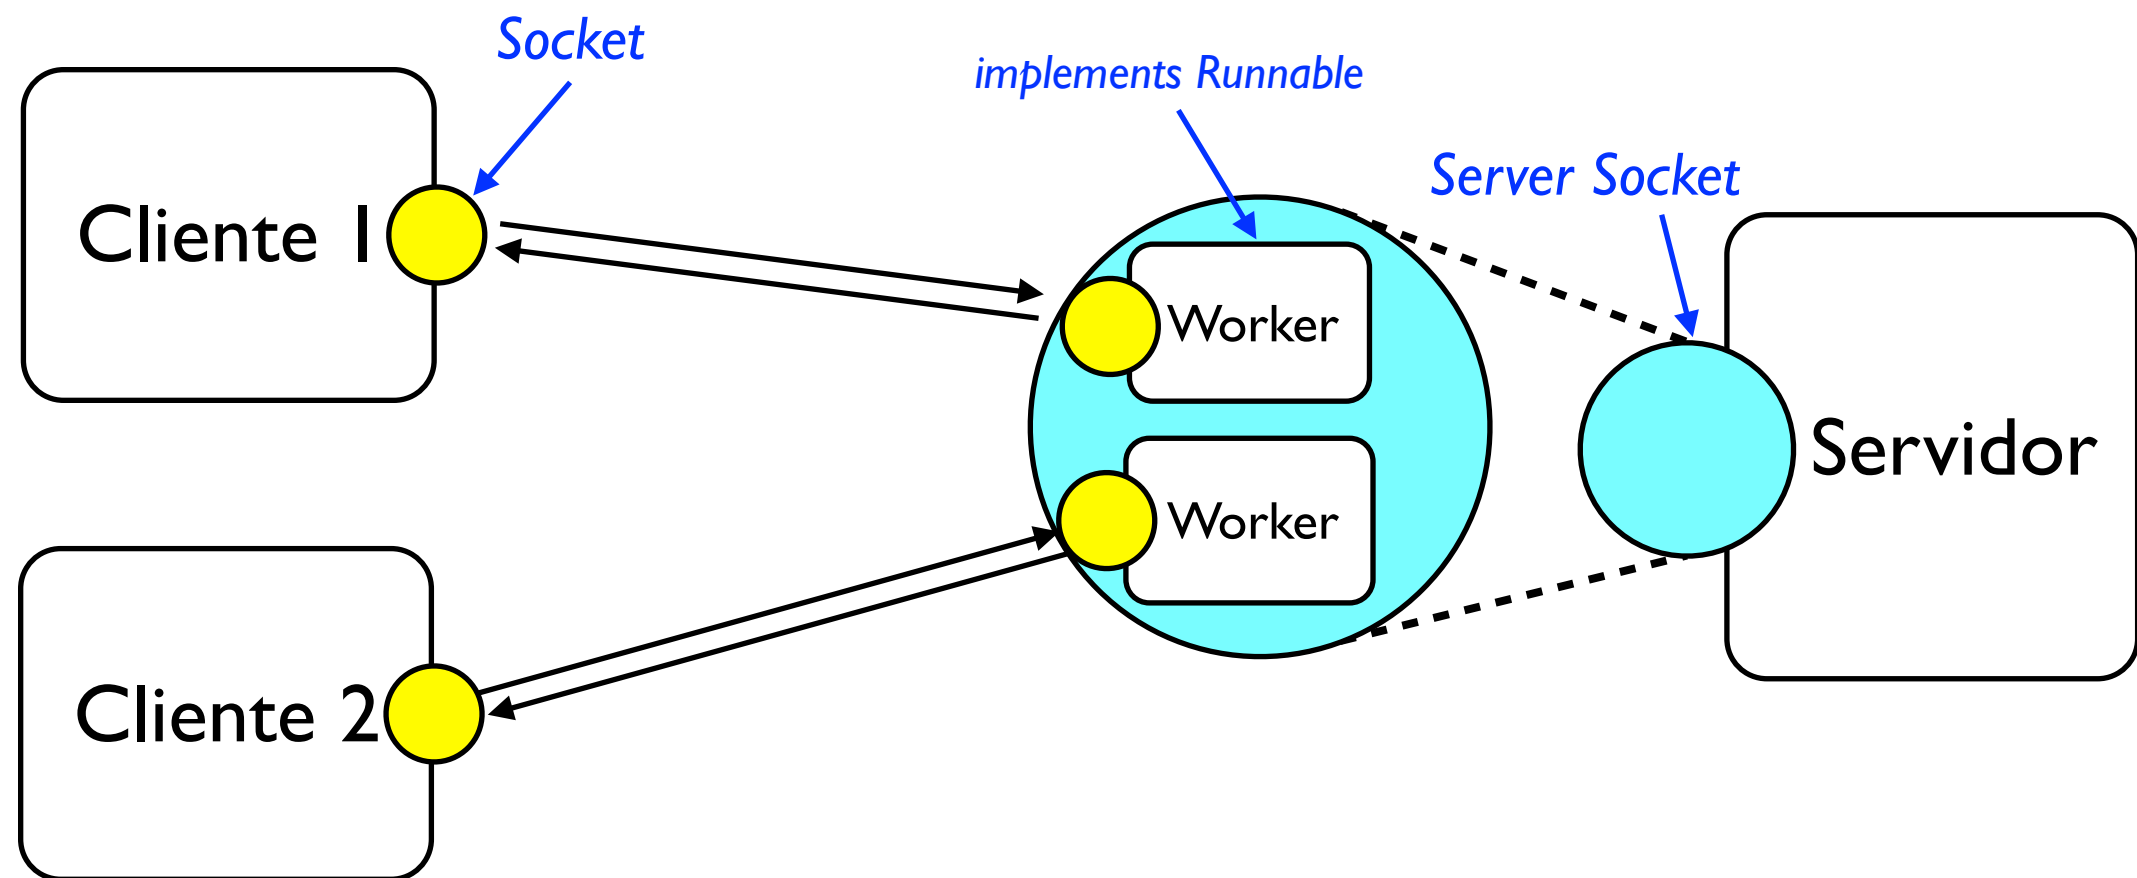 Socket
implements Runnable
Server Socket
Cliente 1
Worker
Servidor
Worker
Cliente 2